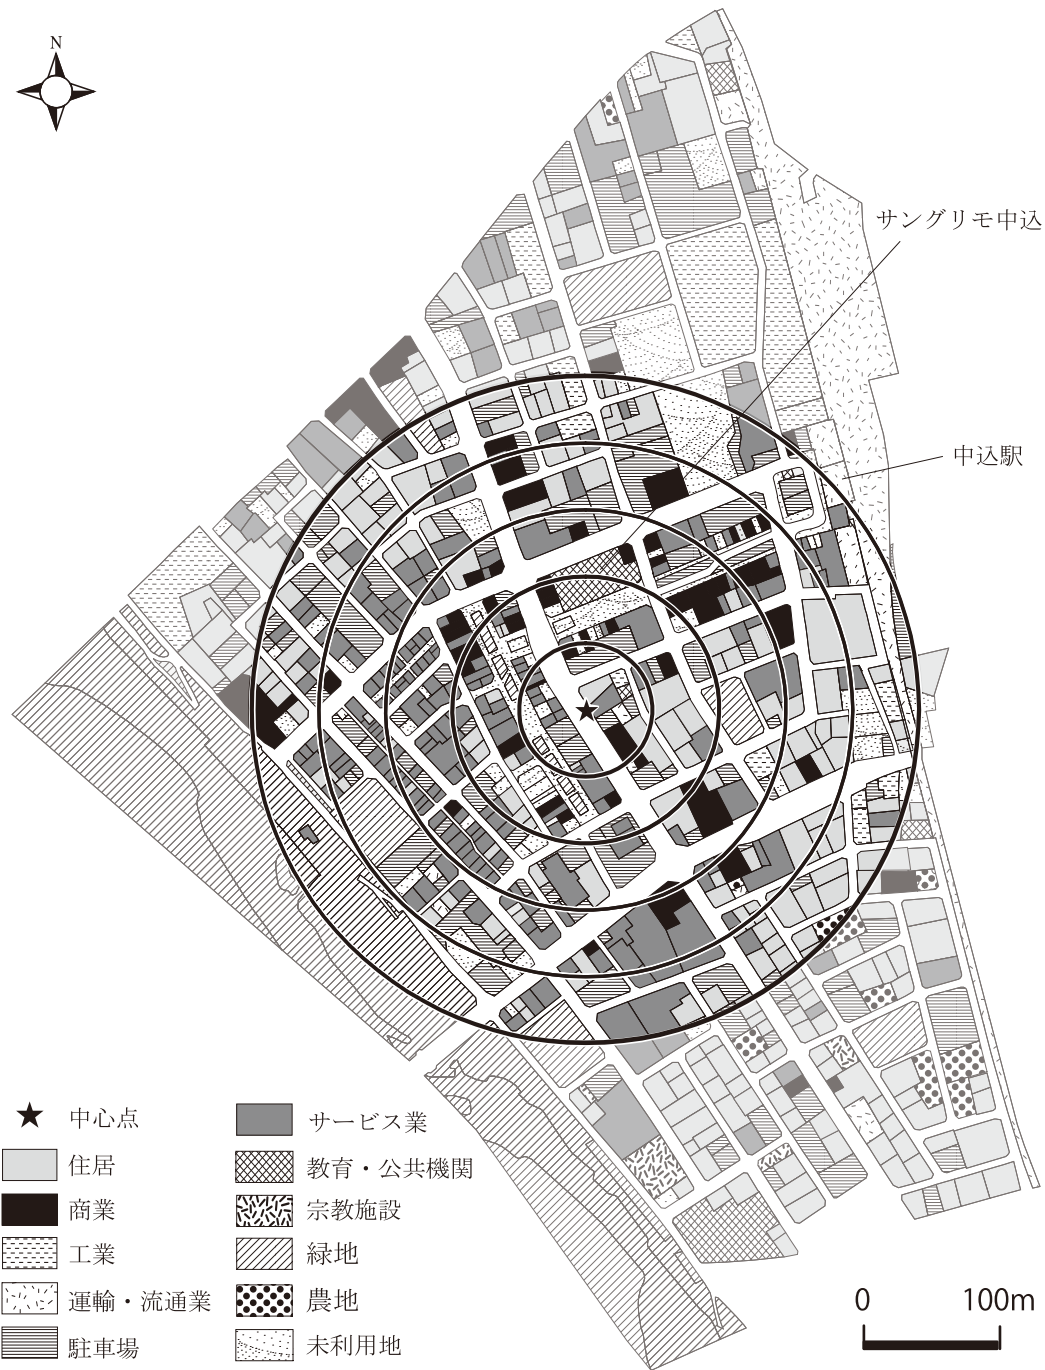 N
サングリモ中込
中込駅
中心点
住居
商業
工業
運輸・流通業
駐車場
サービス業
教育・公共機関
宗教施設
緑地
農地
未利用地
0 100m